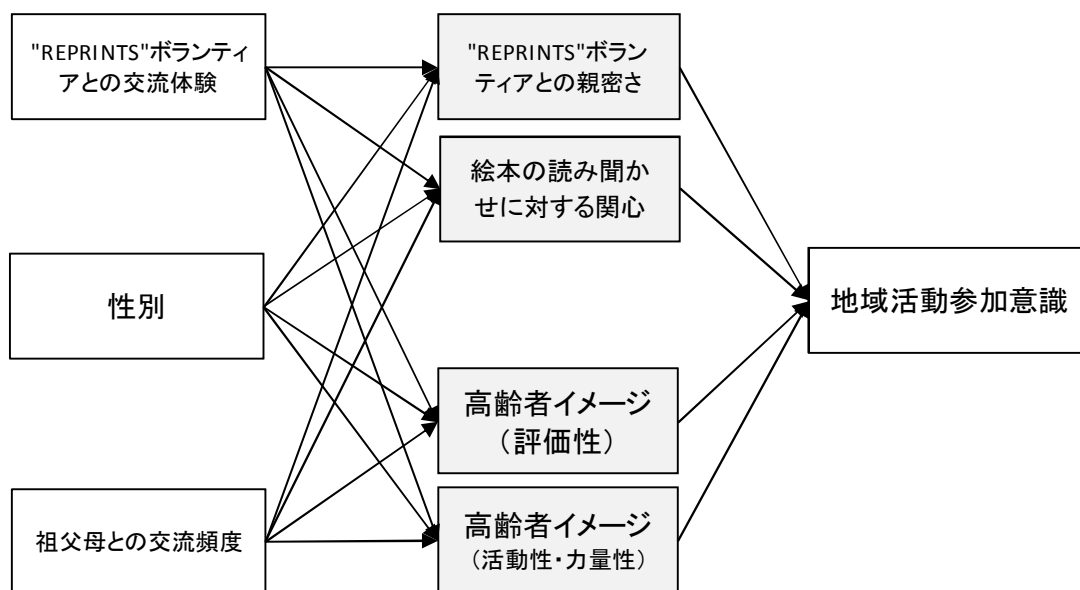 "REPRINTS"ボランティ
アとの交流体験
性別
祖父母との交流頻度
"REPRINTS"ボラン
ティアとの親密さ
絵本の読み聞か
せに対する関心
高齢者イメージ
（評価性）
高齢者イメージ
（活動性・力量性）
地域活動参加意識